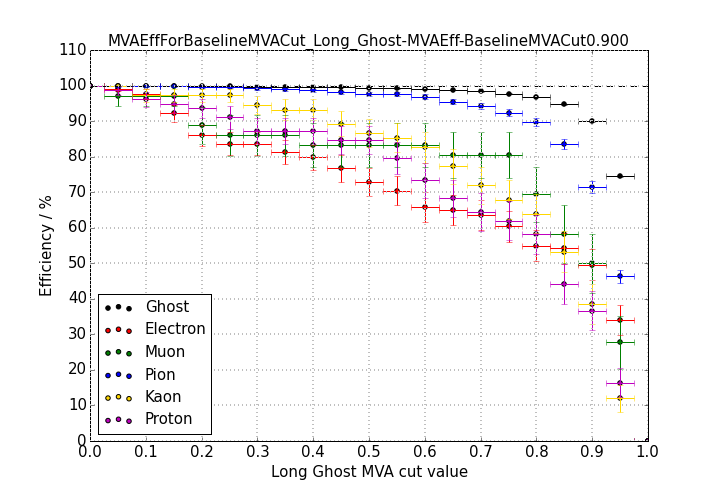 MVAEffForBaselineMVACut_Long_Ghost-MVAEff-BaselineMVACut0.900
110
100
90
80
70
60
50
40
30
20
10
0
Efficiency / %
Ghost
Electron
Muon
Pion
Kaon
Proton
0.0 0.1 0.2 0.3 0.4 0.5 0.6 0.7 0.8 0.9 1.0
Long Ghost MVA cut value